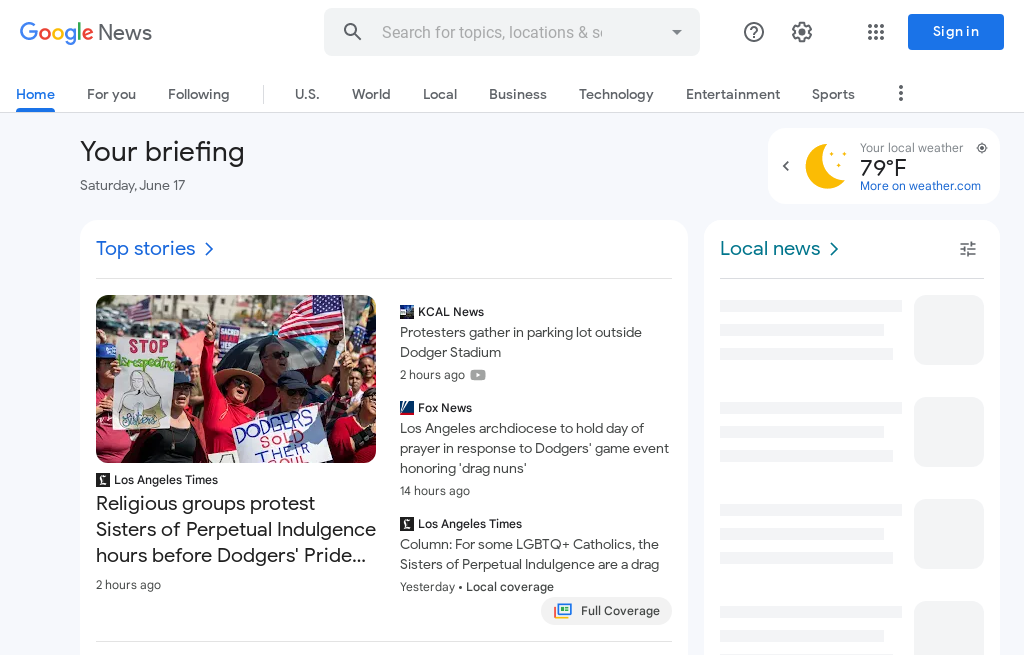 Google News
Search for topics, locations & s
Sign in
Home
For you
Following
U.S.
World
Local
Business
Technology
Entertainment
Sports
Your briefing
Saturday, June 17
Your local weather
79°F
More on weather.com
Top stories
Local news
STOP
disrespecting
Sisters
SACRED
DODGERS
SOLD
THEIR
SOUL
Los Angeles Times
Religious groups protest
Sisters of Perpetual Indulgence
hours before Dodgers' Pride...
2 hours ago
KCAL News
Protesters gather in parking lot outside
Dodger Stadium
2 hours ago
Fox News
Los Angeles archdiocese to hold day of
prayer in response to Dodgers' game event
honoring 'drag nuns'
14 hours ago
Los Angeles Times
Column: For some LGBTQ+ Catholics, the
Sisters of Perpetual Indulgence are a drag
Yesterday • Local coverage
Full Coverage